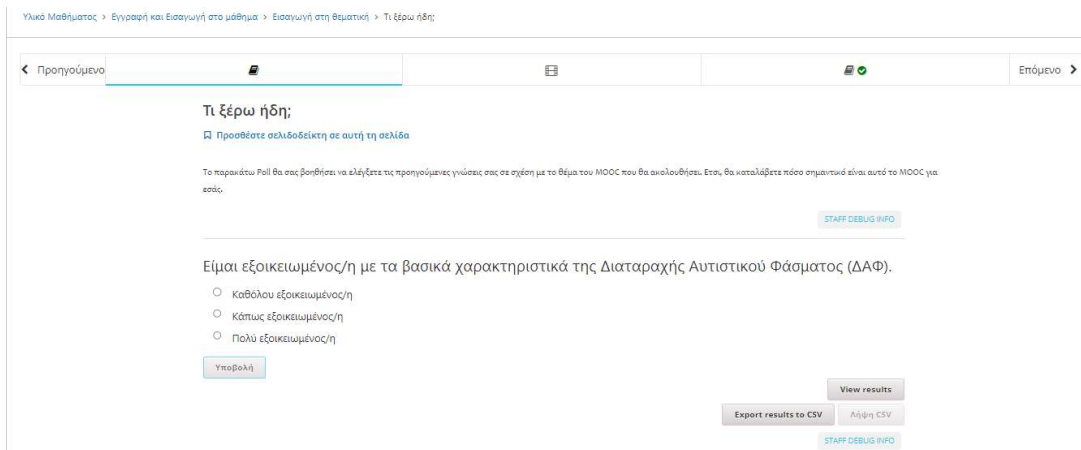 Υλικό Μαθήματος > Εγγραφή και Εισαγωγή στο μάθημα > Εισαγωγή στη θεματική > Τι ξέρω ήδη;
Προηγούμενο
Επόμενο
Τι ξέρω ήδη;
Προσθέστε σελιδοδείκτη σε αυτή τη σελίδα
Το παρακάτω Poll θα σας βοηθήσει να ελέγξετε τις προηγούμενες γνώσεις σας σε σχέση με το θέμα του MOOC που θα ακολουθήσει. Ετσι, θα καταλάβετε πόσο σημαντικό είναι αυτό το MOOC για
εσάς.
STAFF DEBUG INFO
Είμαι εξοικειωμένος/η με τα βασικά χαρακτηριστικά της Διαταραχής Αυτιστικού Φάσματος (ΔΑΦ).
Καθόλου εξοικειωμένος/η
Κάπως εξοικειωμένος/η
Πολύ εξοικειωμένος/η
Υποβολή
View results
Export results to CSV Λήψη CSV
STAFF DEBUG INFO